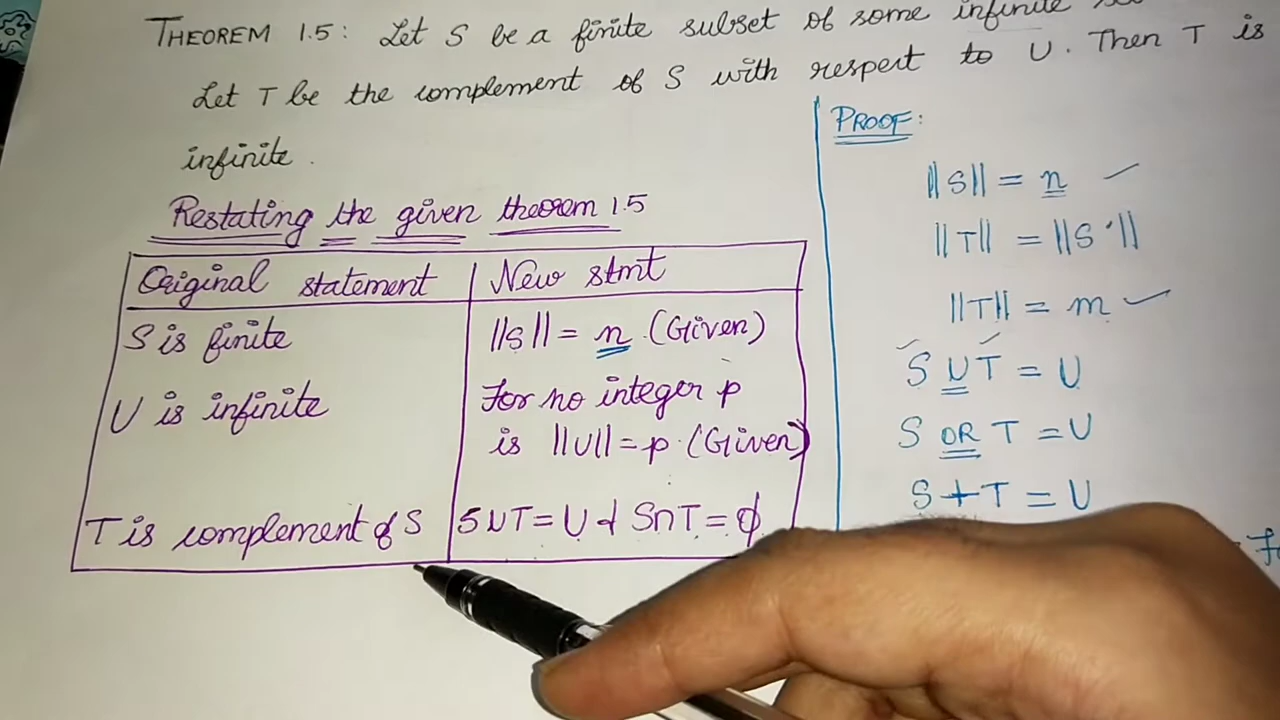 THEOREM 1.5: Let S be a finite subset of some infinite
Let T be the complement of S with respert to U. Then T is
infinite.
Restating the given theorem 1.5
Original statement New stmt
S is finite ||S|| = n (Given)
U is infinite For no integer p
is ||U|| = p (Given)
T is complement of S SUT = U & S∩T = φ
PROOF:
||S|| = n ✓
||T|| = ||S'||
||T|| = m ✓
S U T = U
S OR T = U
S + T = U